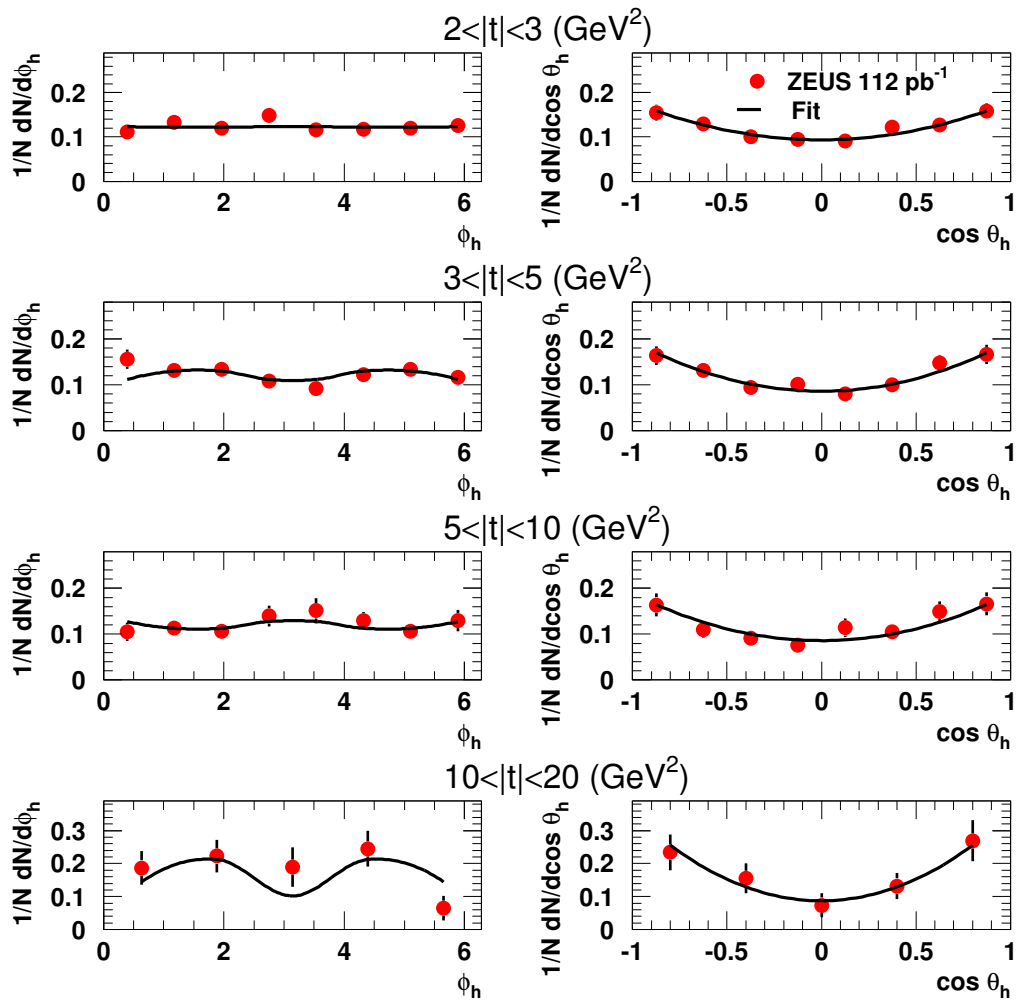 2<|t|<3 (GeV²)
1/N dN/dϕh
0.2
0.1
0
0 2 4 6
ϕh
1/N dN/dcos θh
0.2
0.1
0
-1 -0.5 0 0.5 1
cos θh
ZEUS 112 pb⁻¹
Fit
3<|t|<5 (GeV²)
1/N dN/dϕh
0.2
0.1
0
0 2 4 6
ϕh
1/N dN/dcos θh
0.2
0.1
0
-1 -0.5 0 0.5 1
cos θh
5<|t|<10 (GeV²)
1/N dN/dϕh
0.2
0.1
0
0 2 4 6
ϕh
1/N dN/dcos θh
0.2
0.1
0
-1 -0.5 0 0.5 1
cos θh
10<|t|<20 (GeV²)
1/N dN/dϕh
0.3
0.2
0.1
0
0 2 4 6
ϕh
1/N dN/dcos θh
0.3
0.2
0.1
0
-1 -0.5 0 0.5 1
cos θh